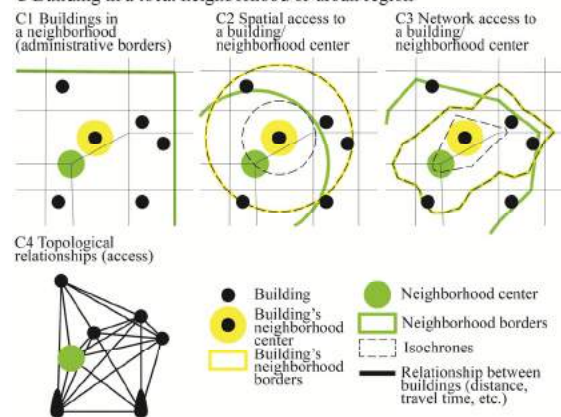 C1 Buildings in
a neighborhood
(administrative borders)
C2 Spatial access to
a building/
neighborhood center
C3 Network access to
a building/
neighborhood center
C4 Topological
relationships (access)
Building
Building's
neighborhood
center
Building's
neighborhood
borders
Neighborhood center
Neighborhood borders
Isochrones
Relationship between
buildings (distance,
travel time, etc.)